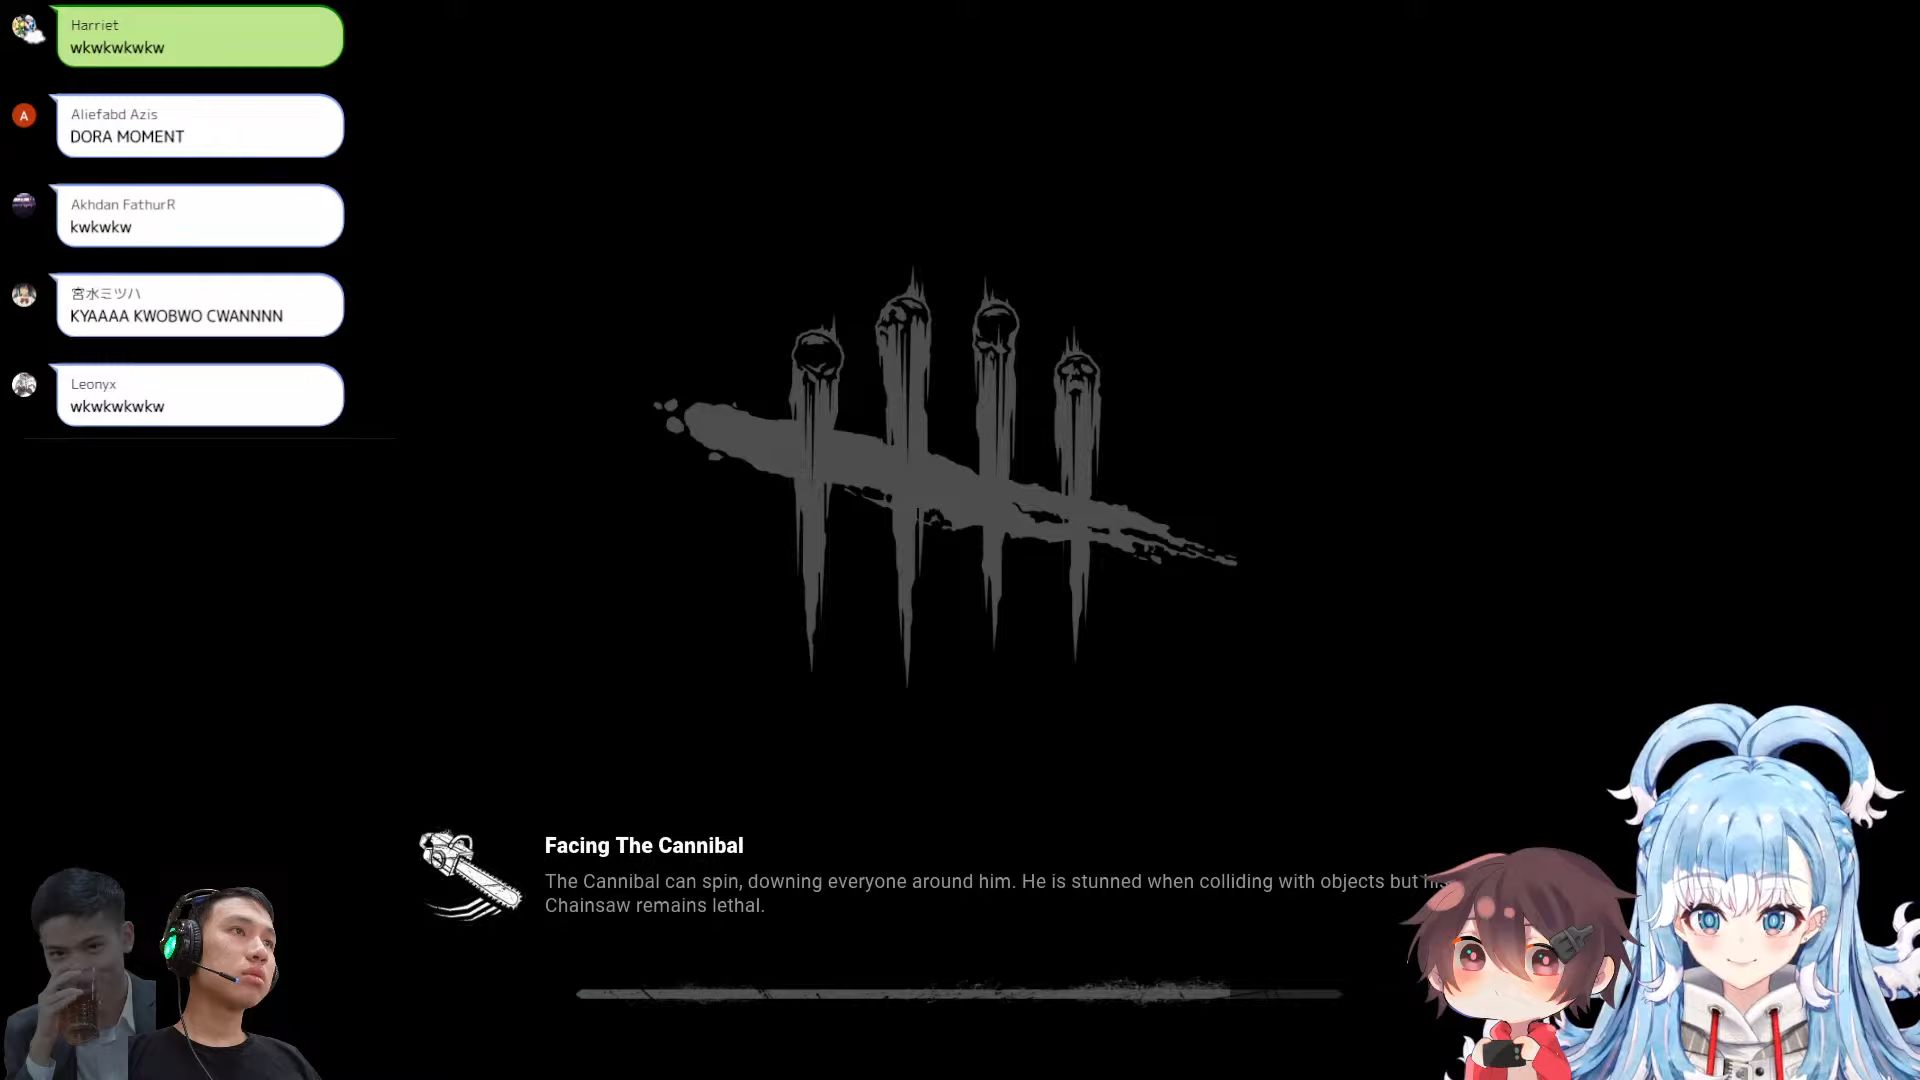 Harriet
wkwkwkwkw
A
Aliefabd Azis
DORA MOMENT
Akhdan FathurR
kwkwkw
宮水ミツハ
KYAAAA KWOBWO CWANNNN
Leonyx
wkwkwkwkw
Facing The Cannibal
The Cannibal can spin, downing everyone around him. He is stunned when colliding with objects but his
Chainsaw remains lethal.